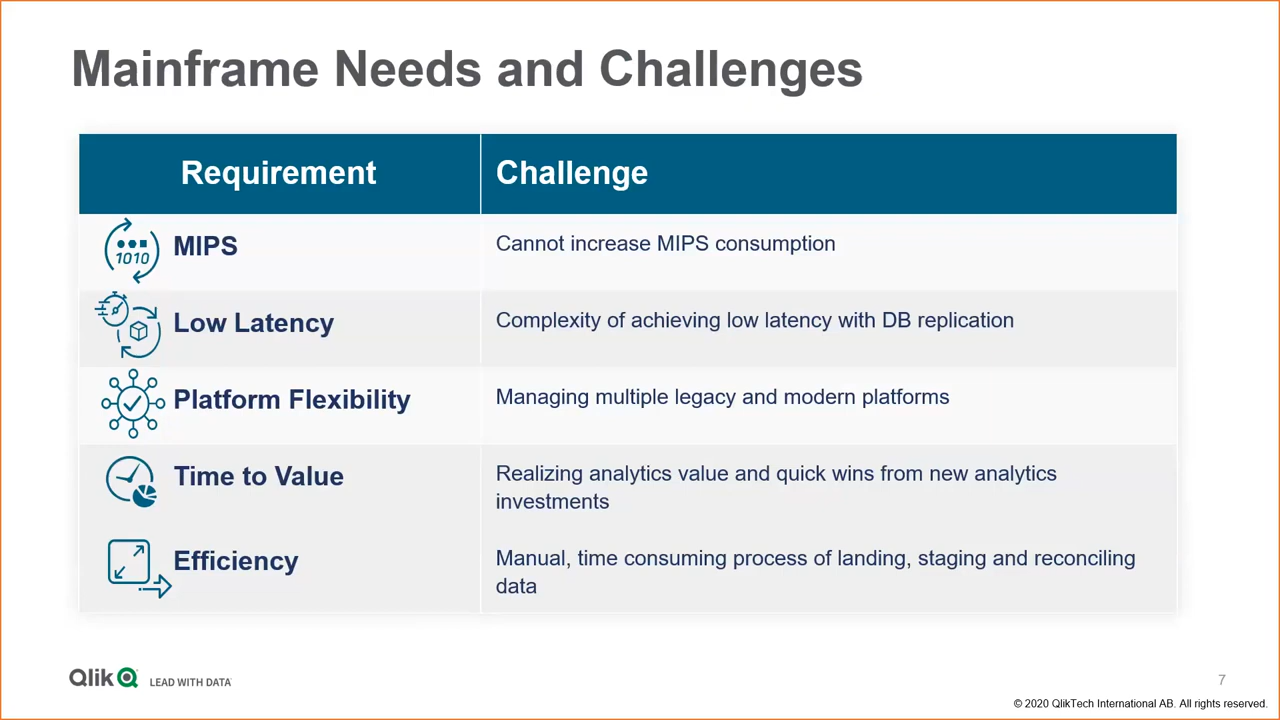 Mainframe Needs and Challenges
Requirement
Challenge
1010
MIPS
Cannot increase MIPS consumption
Low Latency
Complexity of achieving low latency with DB replication
Platform Flexibility
Managing multiple legacy and modern platforms
Time to Value
Realizing analytics value and quick wins from new analytics
investments
Efficiency
Manual, time consuming process of landing, staging and reconciling
data
Qlik
LEAD WITH DATA
7
© 2020 QlikTech International AB. All rights reserved.